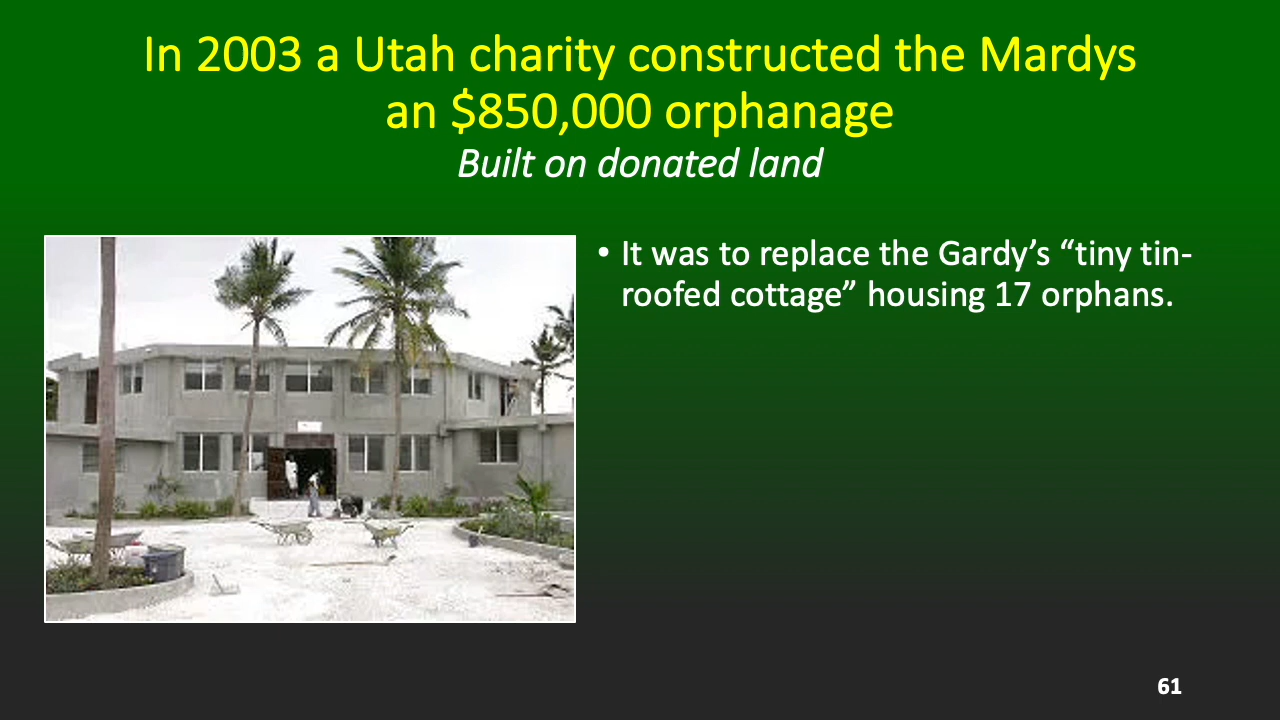 In 2003 a Utah charity constructed the Mardys
an $850,000 orphanage
Built on donated land
• It was to replace the Gardy’s “tiny tin-
roofed cottage” housing 17 orphans.
61